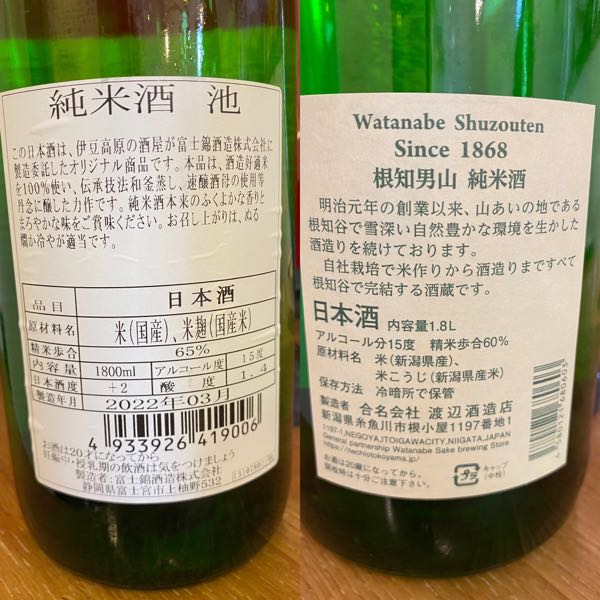 純米酒 池
この日本酒は、伊豆高原の酒屋が富士錦酒造株式会社に
製造委託したオリジナル商品です。本品は、酒造好適米
を100%使い、伝承技法和釜蒸し、速醸酒母の使用等
丹念に醸した力作です。純米酒本来のふくよかな香りと
まろやかな味をご賞味ください。お召し上がりは、ぬる
燗か冷やが適当です。
品目 日本酒
原材料名 米(国産)、米麹(国産米)
精米歩合 65%
内容量 1800ml アルコール度 15度
日本酒度 +2 酸度 1.4
製造年月 2022年03月
4 933926 419006
お酒は20才になってから
妊娠中・授乳期の飲酒は気をつけましょう
製造者:富士錦酒造株式会社
静岡県富士宮市上柚野532
Watanabe Shuzouten
Since 1868
根知男山 純米酒
明治元年の創業以来、山あいの地である
根知谷で雪深い自然豊かな環境を生かした
酒造りを続けております。
自社栽培で米作りから酒造りまですべて
根知谷で完結する酒蔵です。
日本酒 内容量1.8L
アルコール分15度 精米歩合60%
原材料名 米(新潟県産)、
米こうじ(新潟県産米)
保存方法 冷暗所で保管
製造者 合名会社 渡辺酒造店
新潟県糸魚川市根小屋1197番地1
1197-1,NEGOYA,ITOIGAWACITY,NIIGATA,JAPAN
General partnership Watanabe Sake brewing Store
https://nechiotokoyama.jp/
お酒は20歳になってから。
飲酒時は十分ご注意下さい。
プラ
キャップ
(中栓)